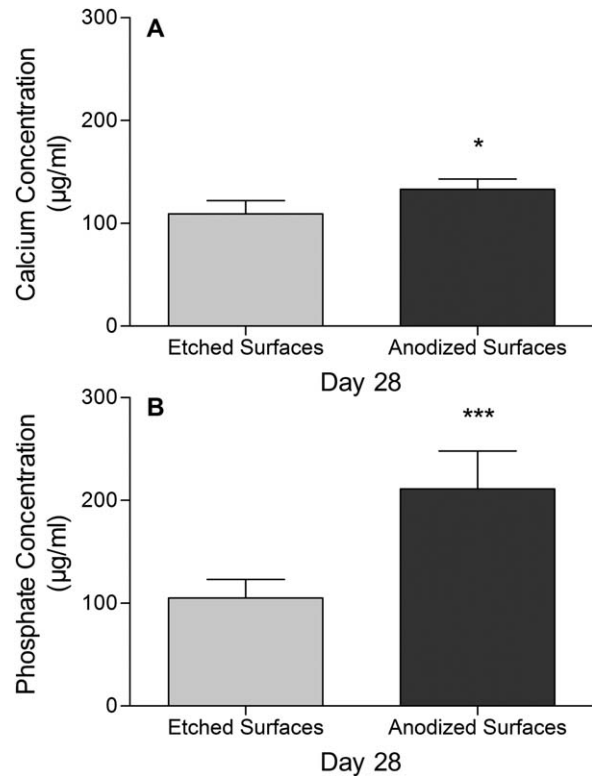 A
Calcium Concentration
(µg/ml)
300
200
100
0
*
Etched Surfaces
Anodized Surfaces
Day 28
B
Phosphate Concentration
(µg/ml)
300
200
100
0
***
Etched Surfaces
Anodized Surfaces
Day 28